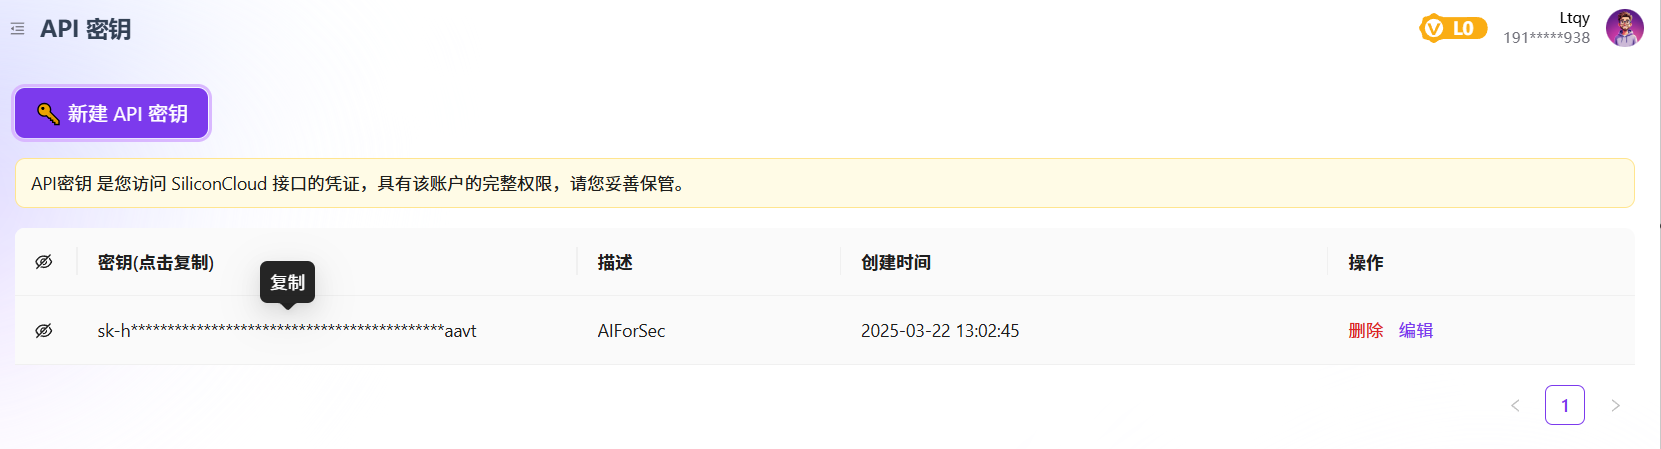 API 密钥
L0
Ltqy
191*****938
新建 API 密钥
API密钥 是您访问 SiliconCloud 接口的凭证，具有该账户的完整权限，请您妥善保管。
密钥(点击复制) 描述 创建时间 操作
复制
sk-h*******************************************aavt AIForSec 2025-03-22 13:02:45 删除 编辑
< 1 >